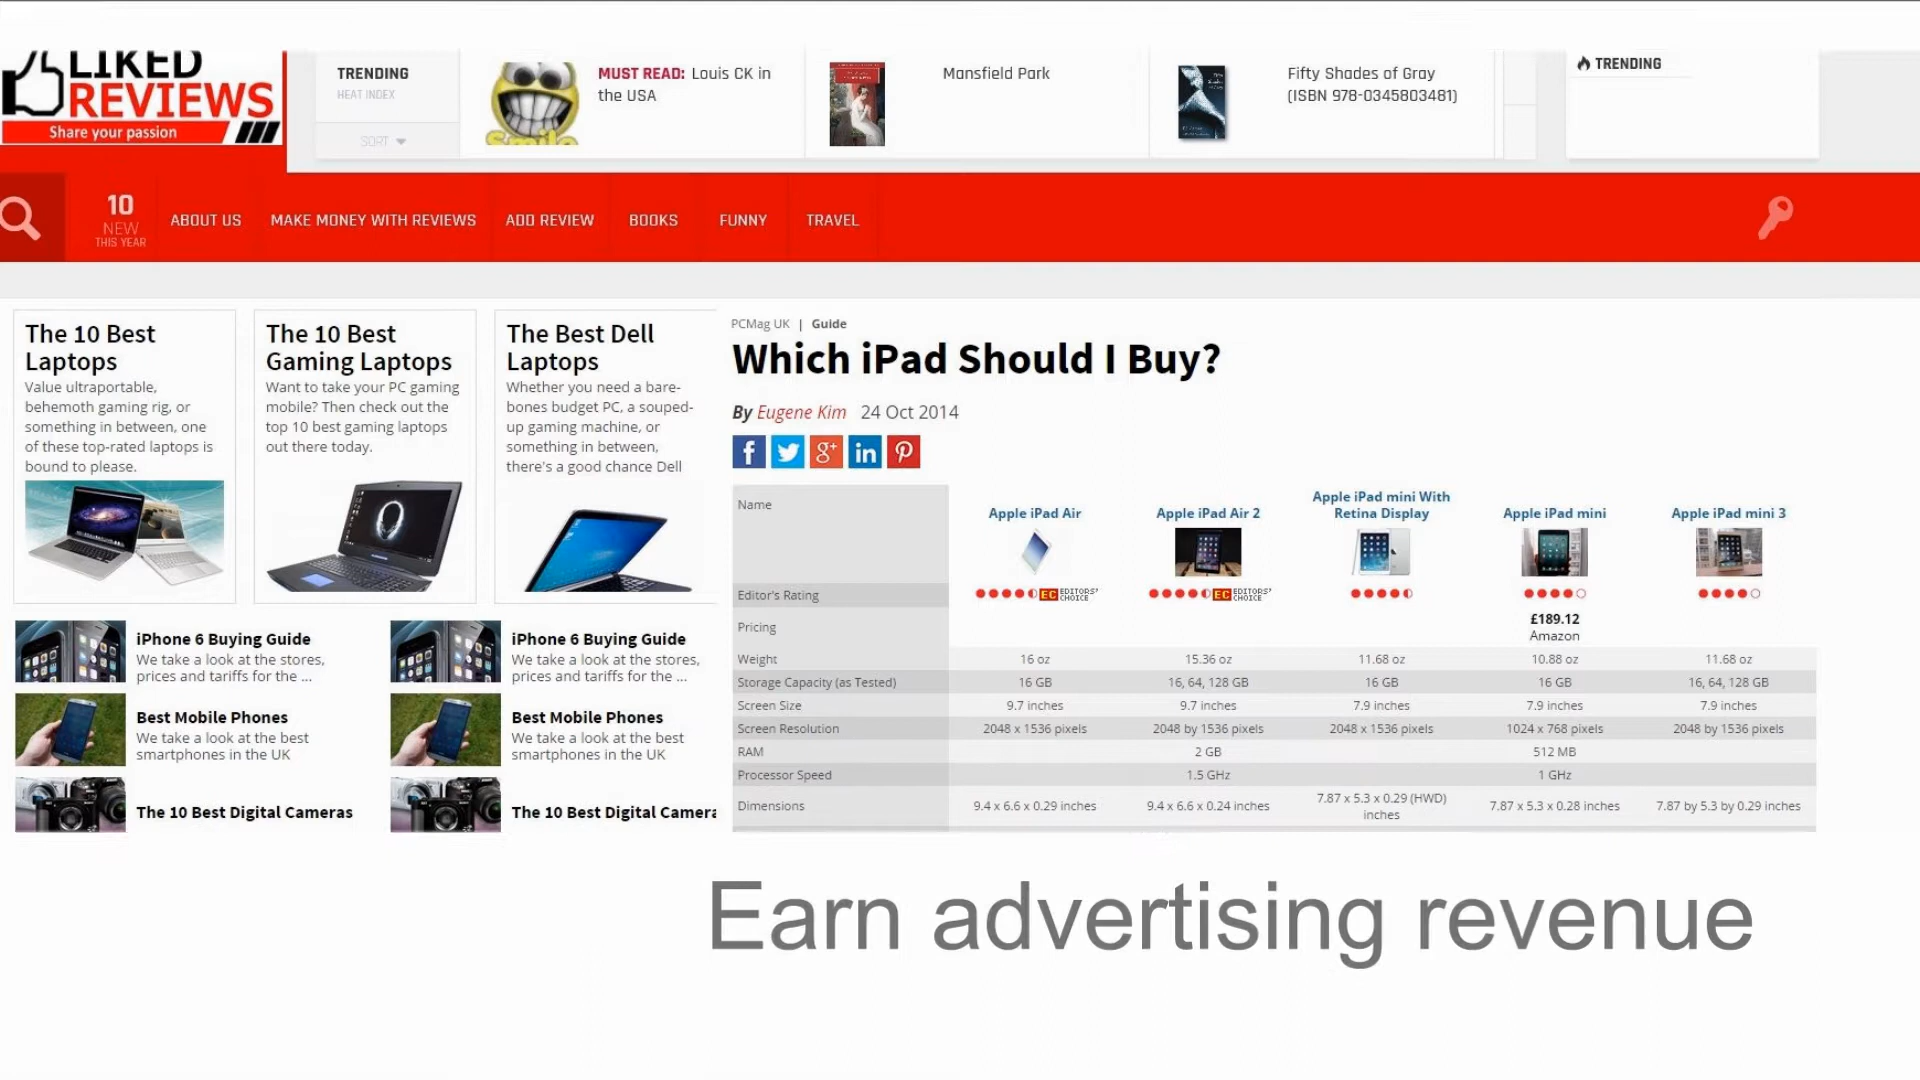 LIKED
REVIEWS
Share your passion
TRENDING
HEAT INDEX
SORT
Smile
MUST READ: Louis CK in
the USA
Mansfield Park
Fifty Shades of Gray
(ISBN 978-0345803481)
TRENDING
10
NEW
THIS YEAR
ABOUT US
MAKE MONEY WITH REVIEWS
ADD REVIEW
BOOKS
FUNNY
TRAVEL
The 10 Best
Laptops
Value ultraportable,
behemoth gaming rig, or
something in between, one
of these top-rated laptops is
bound to please.
The 10 Best
Gaming Laptops
Want to take your PC gaming
mobile? Then check out the
top 10 best gaming laptops
out there today.
The Best Dell
Laptops
Whether you need a bare-
bones budget PC, a souped-
up gaming machine, or
something in between,
there's a good chance Dell
iPhone 6 Buying Guide
We take a look at the stores,
prices and tariffs for the ...
Best Mobile Phones
We take a look at the best
smartphones in the UK
The 10 Best Digital Cameras
iPhone 6 Buying Guide
We take a look at the stores,
prices and tariffs for the ...
Best Mobile Phones
We take a look at the best
smartphones in the UK
The 10 Best Digital Camera
PCMag UK | Guide
Which iPad Should I Buy?
By Eugene Kim 24 Oct 2014
Name
Apple iPad Air
Apple iPad Air 2
Apple iPad mini With
Retina Display
Apple iPad mini
Apple iPad mini 3
Editor's Rating
EC EDITORS' CHOICE
EC EDITORS' CHOICE
Pricing
£189.12
Amazon
Weight 16 oz 15.36 oz 11.68 oz 10.88 oz 11.68 oz
Storage Capacity (as Tested) 16 GB 16, 64, 128 GB 16 GB 16 GB 16, 64, 128 GB
Screen Size 9.7 inches 9.7 inches 7.9 inches 7.9 inches 7.9 inches
Screen Resolution 2048 x 1536 pixels 2048 by 1536 pixels 2048 x 1536 pixels 1024 x 768 pixels 2048 by 1536 pixels
RAM 2 GB 512 MB
Processor Speed 1.5 GHz 1 GHz
Dimensions 9.4 x 6.6 x 0.29 inches 9.4 x 6.6 x 0.24 inches 7.87 x 5.3 x 0.29 (HWD) inches 7.87 x 5.3 x 0.28 inches 7.87 by 5.3 by 0.29 inches
Earn advertising revenue